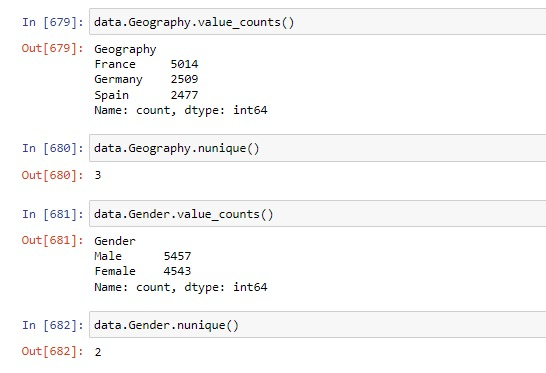 In [679]: data.Geography.value_counts()
Out[679]: Geography
France     5014
Germany    2509
Spain      2477
Name: count, dtype: int64
In [680]: data.Geography.nunique()
Out[680]: 3
In [681]: data.Gender.value_counts()
Out[681]: Gender
Male      5457
Female    4543
Name: count, dtype: int64
In [682]: data.Gender.nunique()
Out[682]: 2